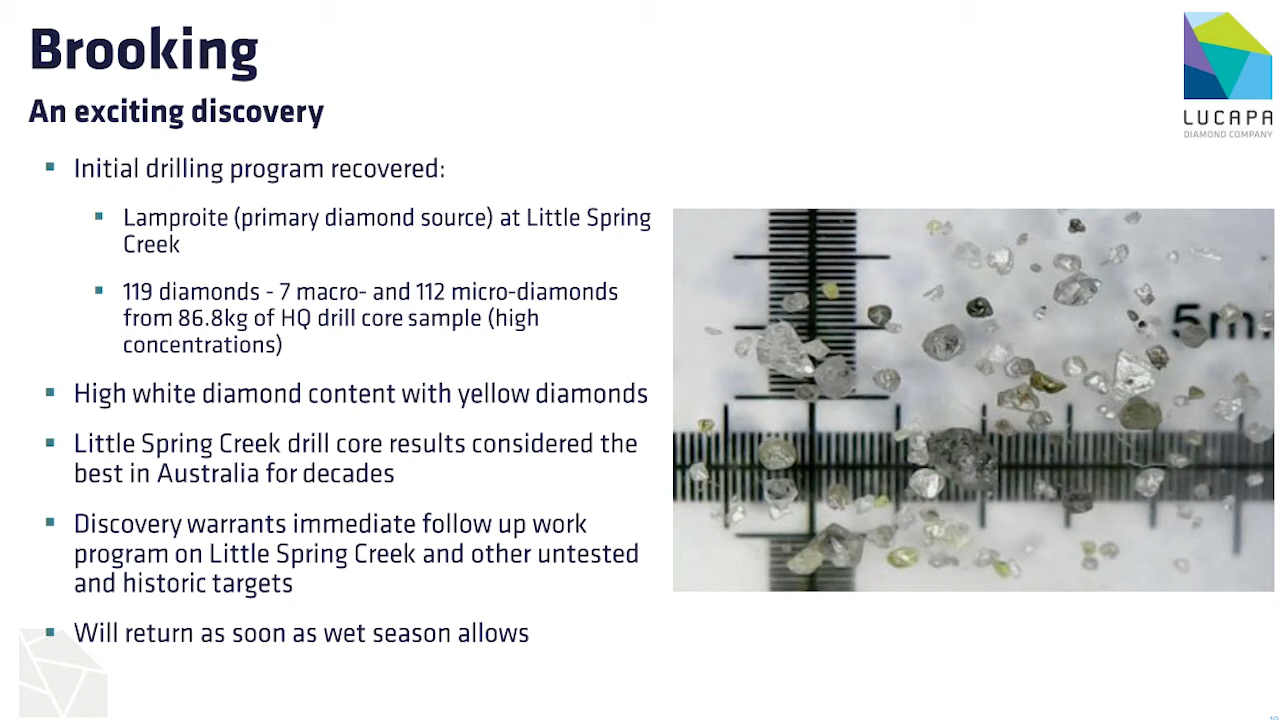 Brooking
An exciting discovery
LUCAPA
DIAMOND COMPANY
▪ Initial drilling program recovered:
▪ Lamproite (primary diamond source) at Little Spring
Creek
▪ 119 diamonds - 7 macro- and 112 micro-diamonds
from 86.8kg of HQ drill core sample (high
concentrations)
▪ High white diamond content with yellow diamonds
▪ Little Spring Creek drill core results considered the
best in Australia for decades
▪ Discovery warrants immediate follow up work
program on Little Spring Creek and other untested
and historic targets
▪ Will return as soon as wet season allows